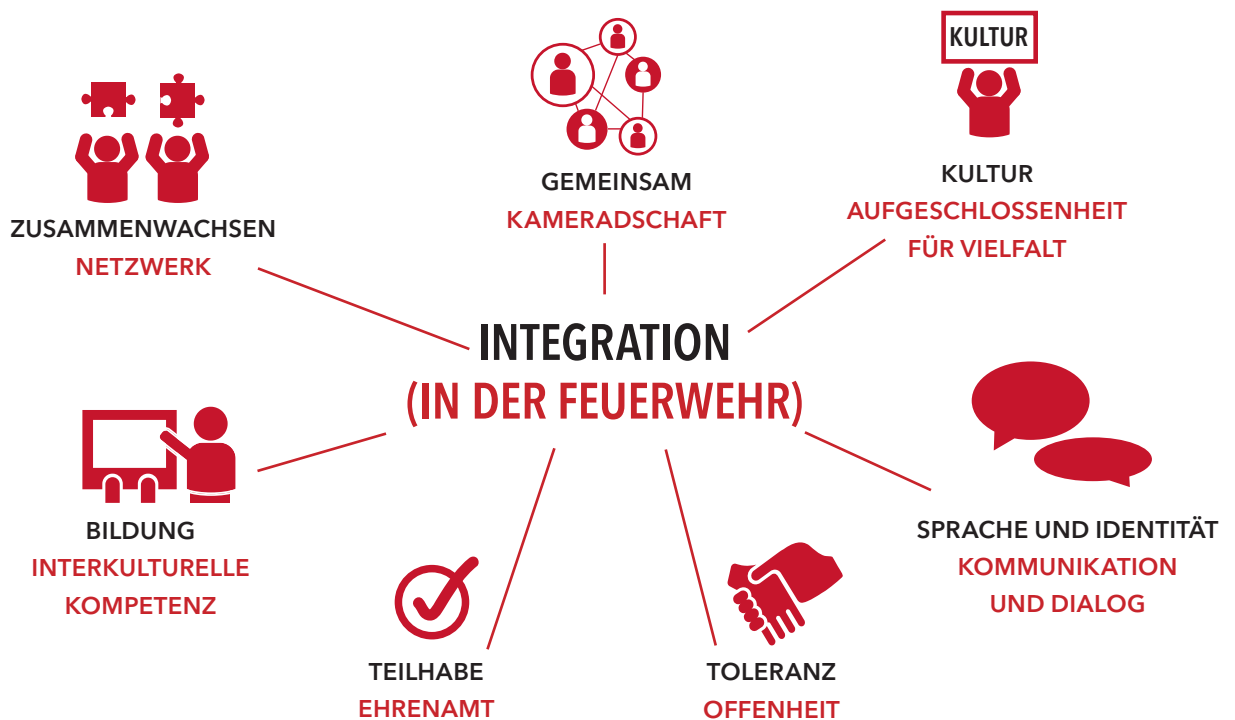 KULTUR
ZUSAMMENWACHSEN
NETZWERK
GEMEINSAM
KAMERADSCHAFT
KULTUR
AUFGESCHLOSSENHEIT
FÜR VIELFALT
INTEGRATION
(IN DER FEUERWEHR)
BILDUNG
INTERKULTURELLE
KOMPETENZ
TEILHABE
EHRENAMT
TOLERANZ
OFFENHEIT
SPRACHE UND IDENTITÄT
KOMMUNIKATION
UND DIALOG